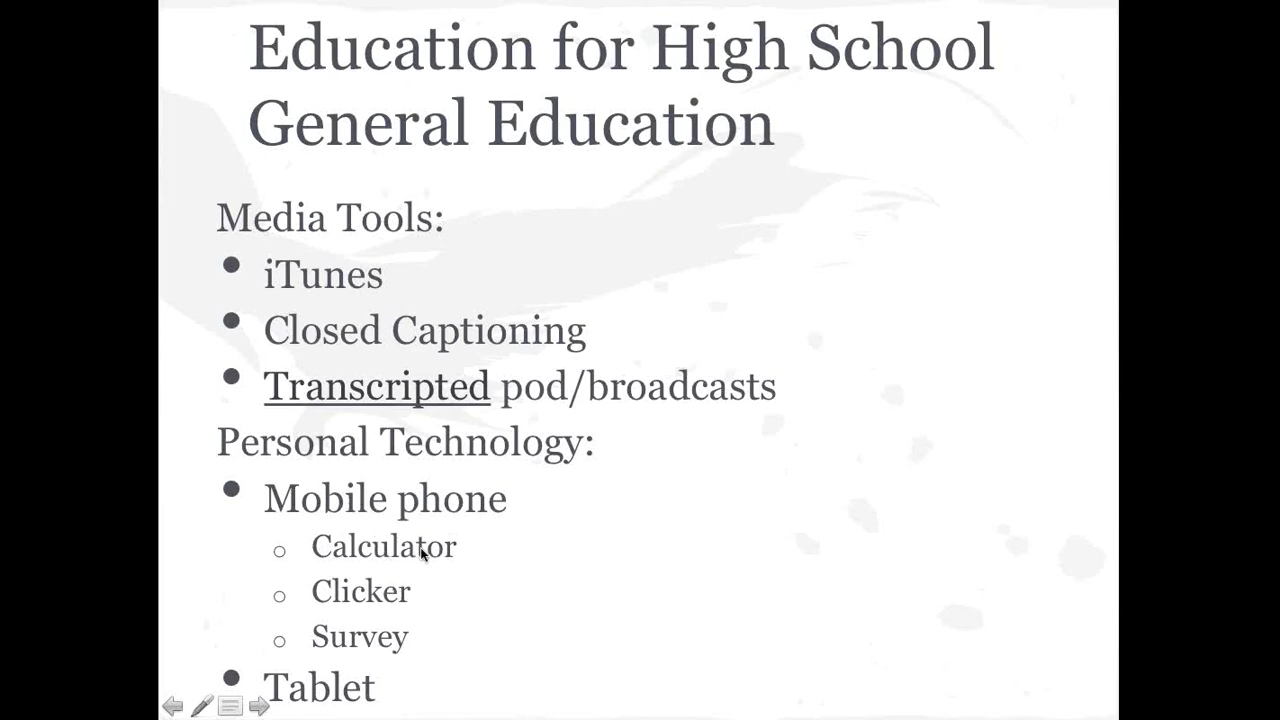 Education for High School
General Education
Media Tools:
iTunes
Closed Captioning
Transcripted pod/broadcasts
Personal Technology:
Mobile phone
Calculator
Clicker
Survey
Tablet